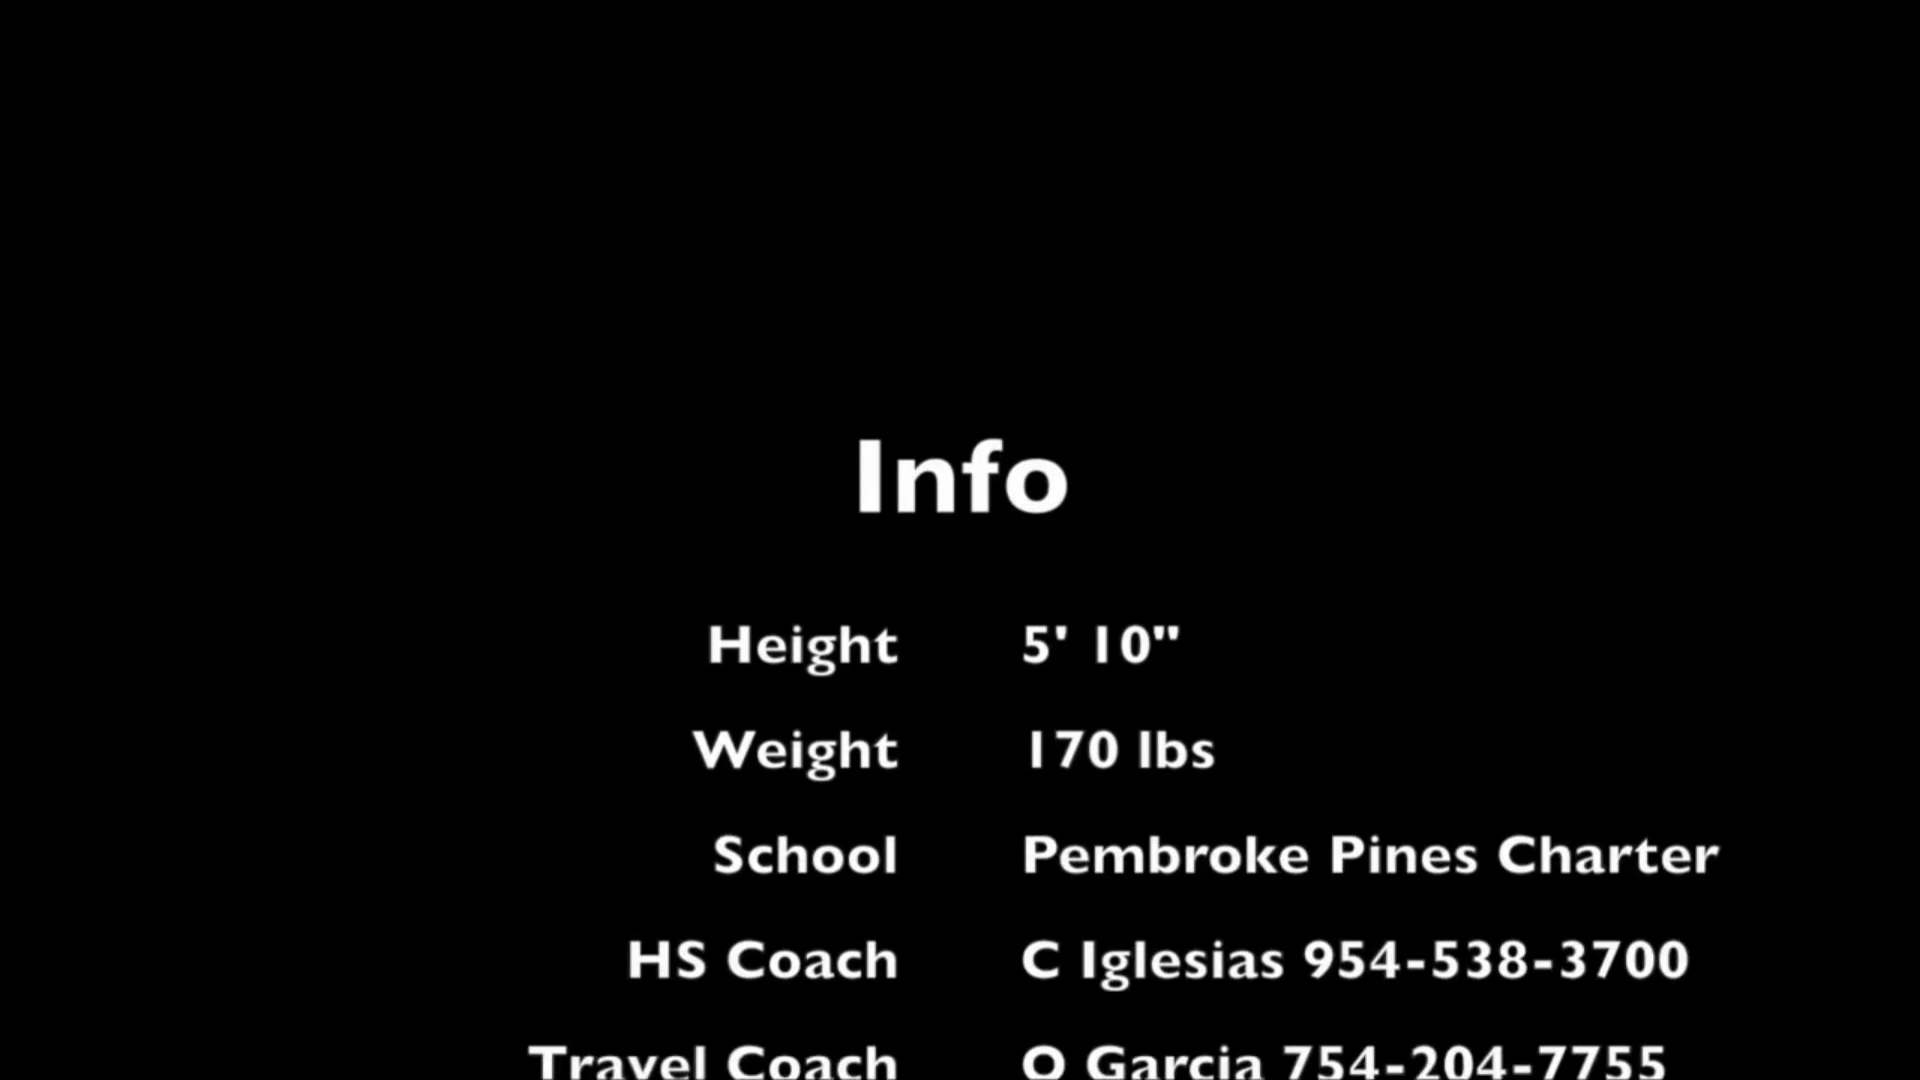 Info
Height 5' 10"
Weight 170 lbs
School Pembroke Pines Charter
HS Coach C Iglesias 954-538-3700
Travel Coach O Garcia 754-204-7755